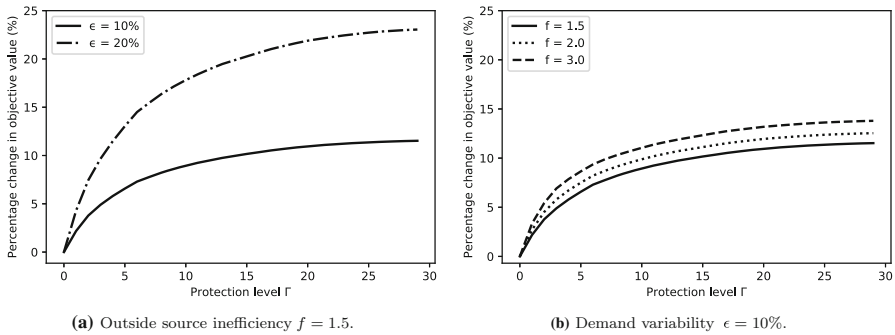 Percentage change in objective value (%)
25
20
15
10
5
0
ϵ = 10%
ϵ = 20%
0 5 10 15 20 25 30
Protection level Γ
(a) Outside source inefficiency f = 1.5.
Percentage change in objective value (%)
25
20
15
10
5
0
f = 1.5
f = 2.0
f = 3.0
0 5 10 15 20 25 30
Protection level Γ
(b) Demand variability ϵ = 10%.